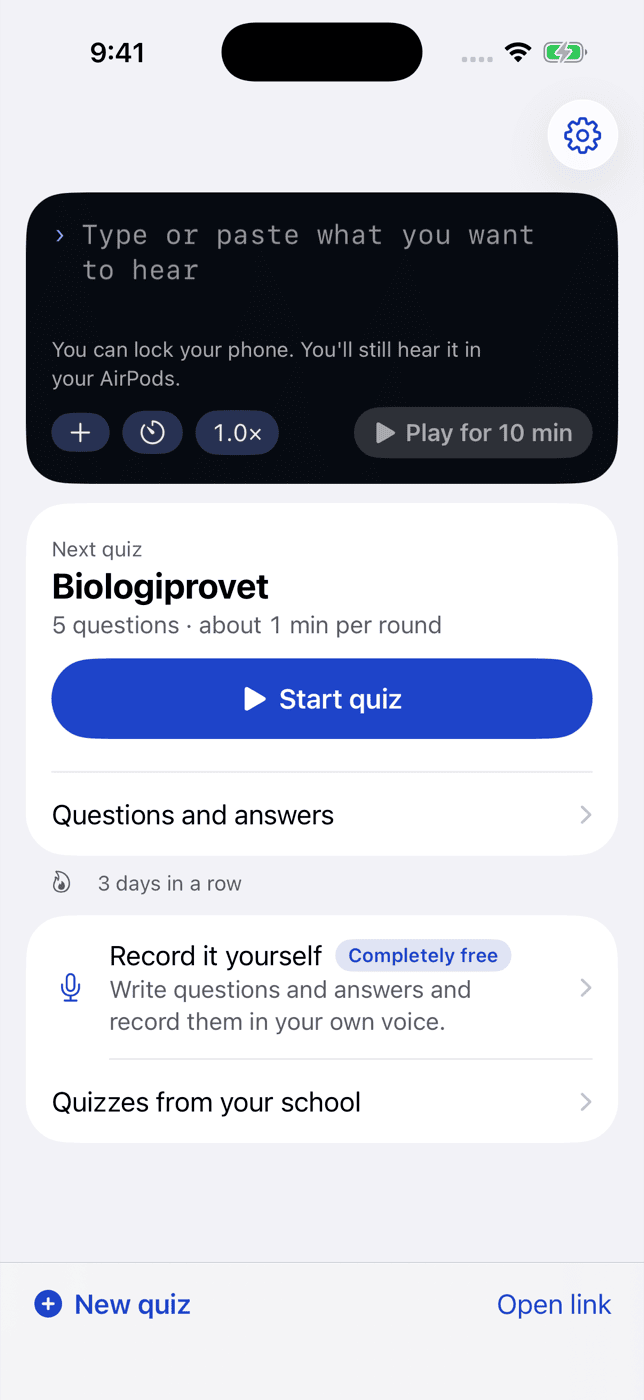 9:41
› Type or paste what you want
to hear
You can lock your phone. You'll still hear it in
your AirPods.
1.0×
Play for 10 min
Next quiz
Biologiprovet
5 questions · about 1 min per round
Start quiz
Questions and answers
3 days in a row
Record it yourself
Completely free
Write questions and answers and
record them in your own voice.
Quizzes from your school
New quiz
Open link